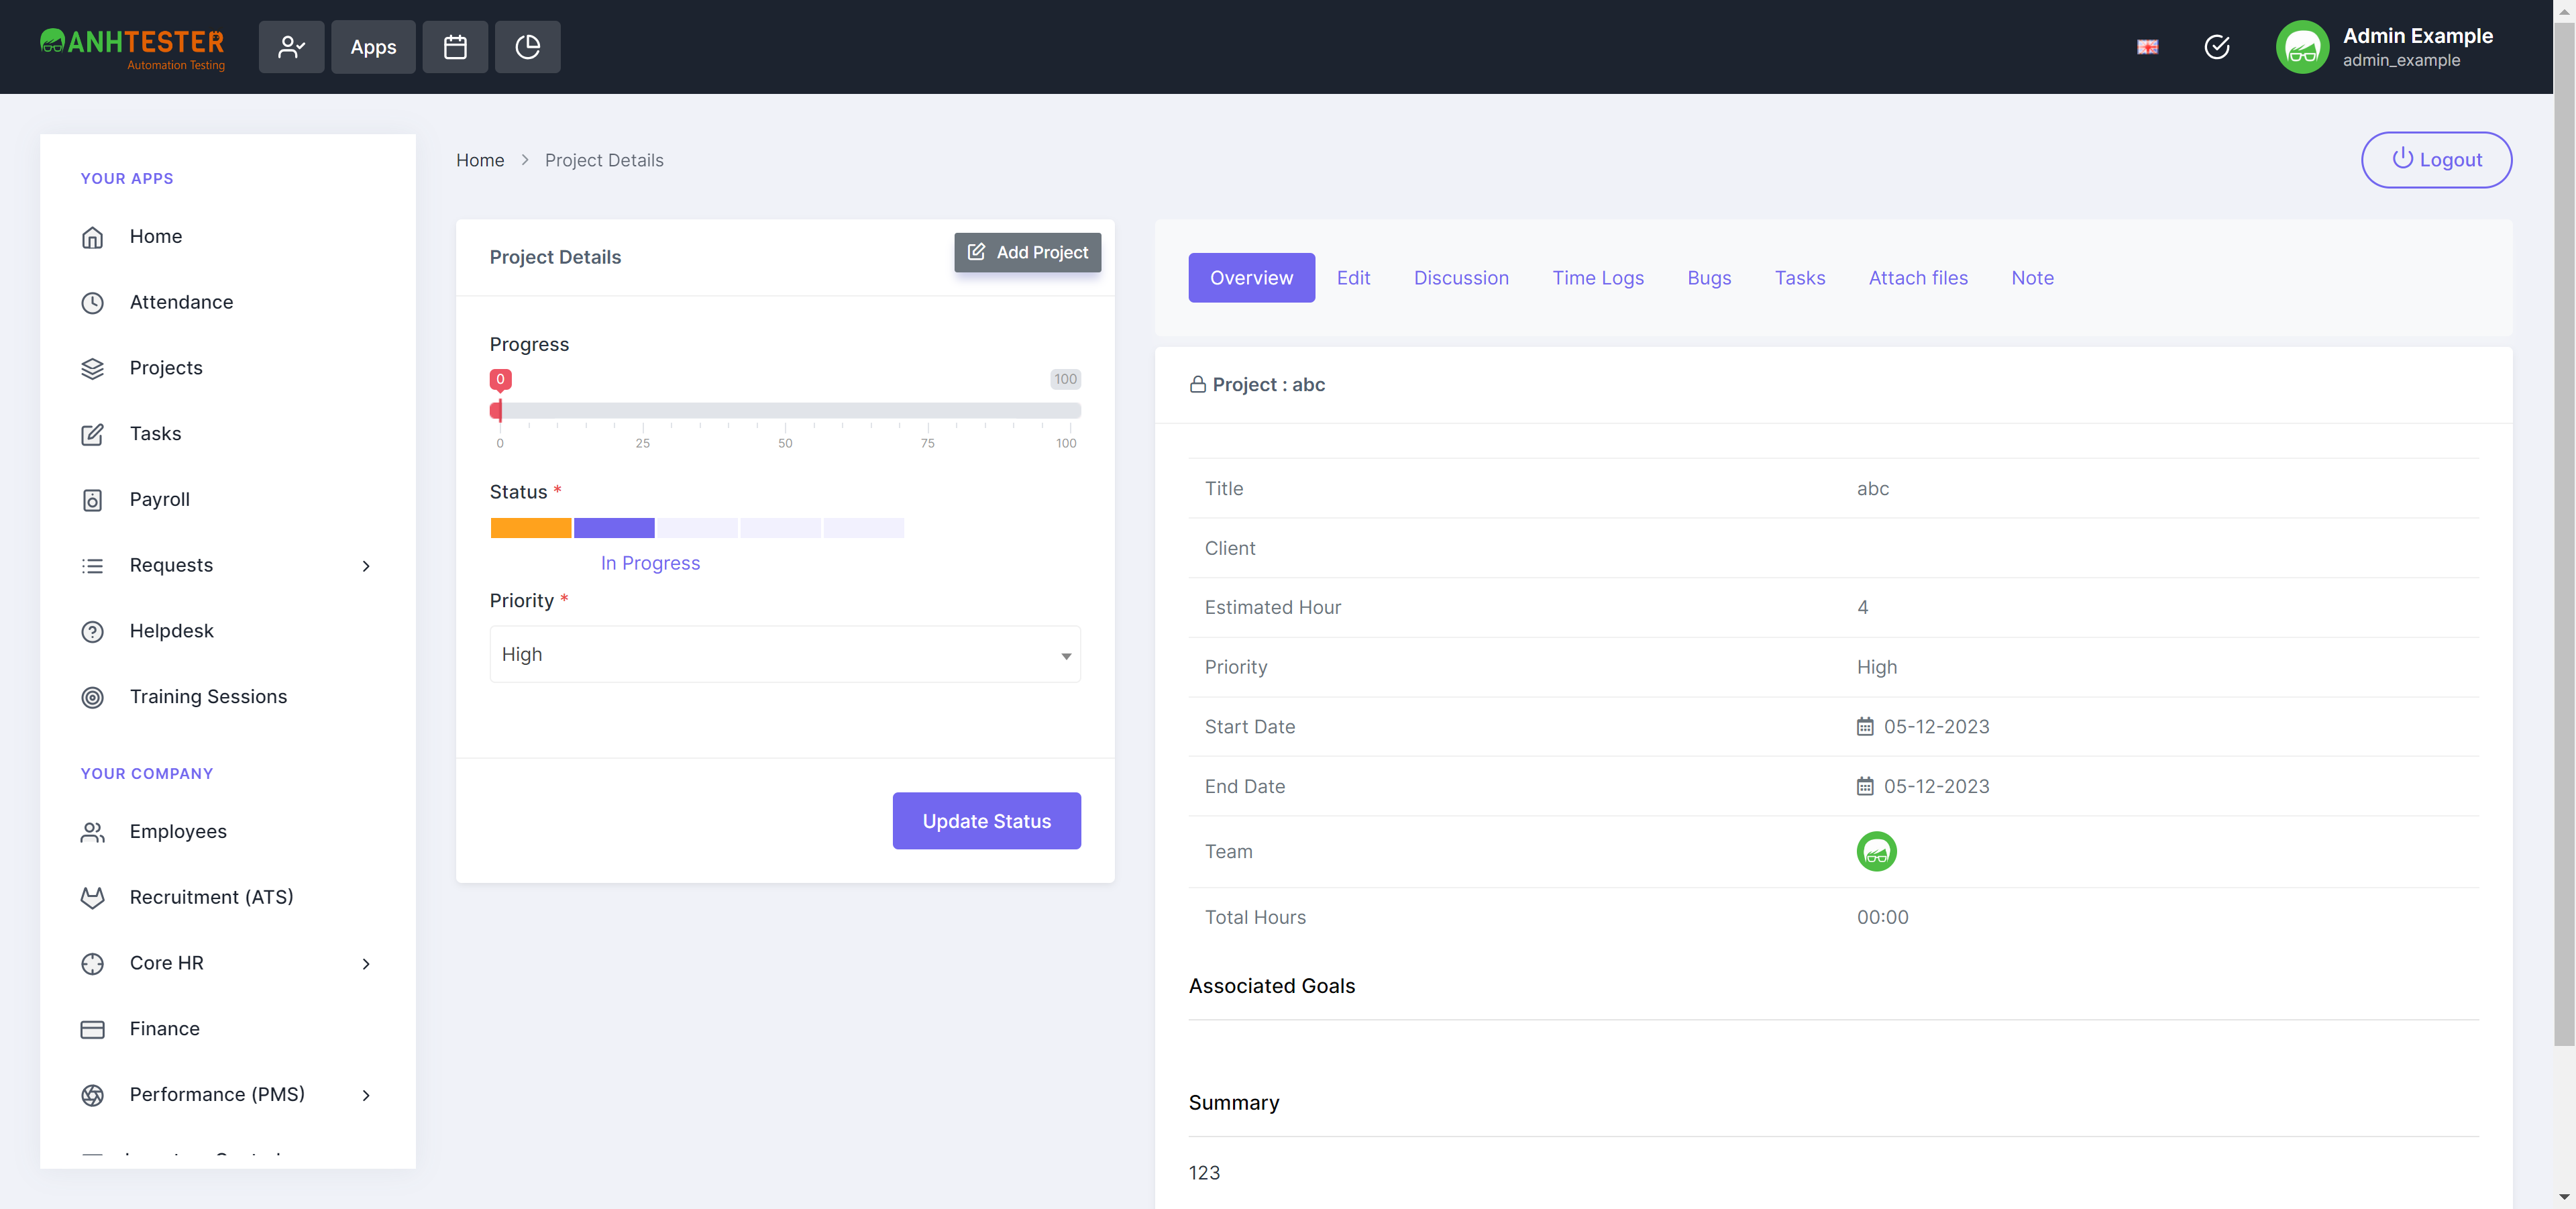 ANHTESTER
Automation Testing
Apps
Admin Example
admin_example
YOUR APPS
Home
Attendance
Projects
Tasks
Payroll
Requests
Helpdesk
Training Sessions
YOUR COMPANY
Employees
Recruitment (ATS)
Core HR
Finance
Performance (PMS)
Home > Project Details
Logout
Project Details
Add Project
Progress
0 100
0 25 50 75 100
Status *
In Progress
Priority *
High
Update Status
Overview Edit Discussion Time Logs Bugs Tasks Attach files Note
Project : abc
Title abc
Client
Estimated Hour 4
Priority High
Start Date 05-12-2023
End Date 05-12-2023
Team
Total Hours 00:00
Associated Goals
Summary
123